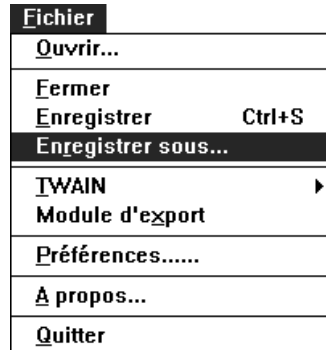 Fichier
Ouvrir...
Fermer
Enregistrer Ctrl+S
Enregistrer sous...
TWAIN
Module d'export
Préférences......
A propos...
Quitter